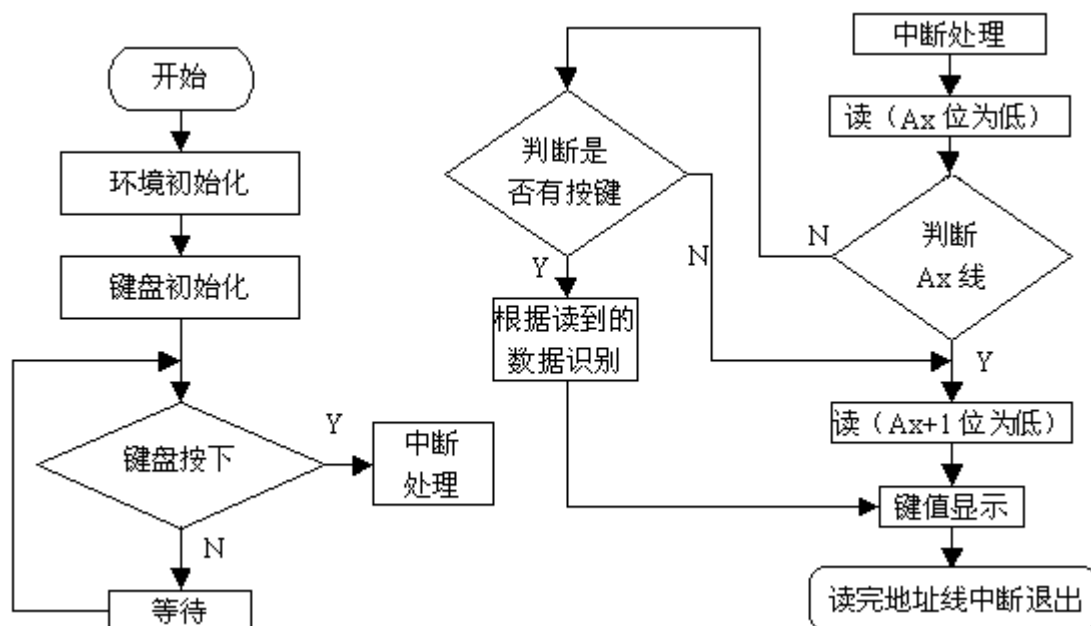 开始
环境初始化
键盘初始化
键盘按下
Y
中断
处理
N
等待
判断是
否有按键
N
Y
根据读到的
数据识别
中断处理
读（Ax 位为低）
判断
Ax 线
N
Y
读（Ax+1 位为低）
键值显示
读完地址线中断退出